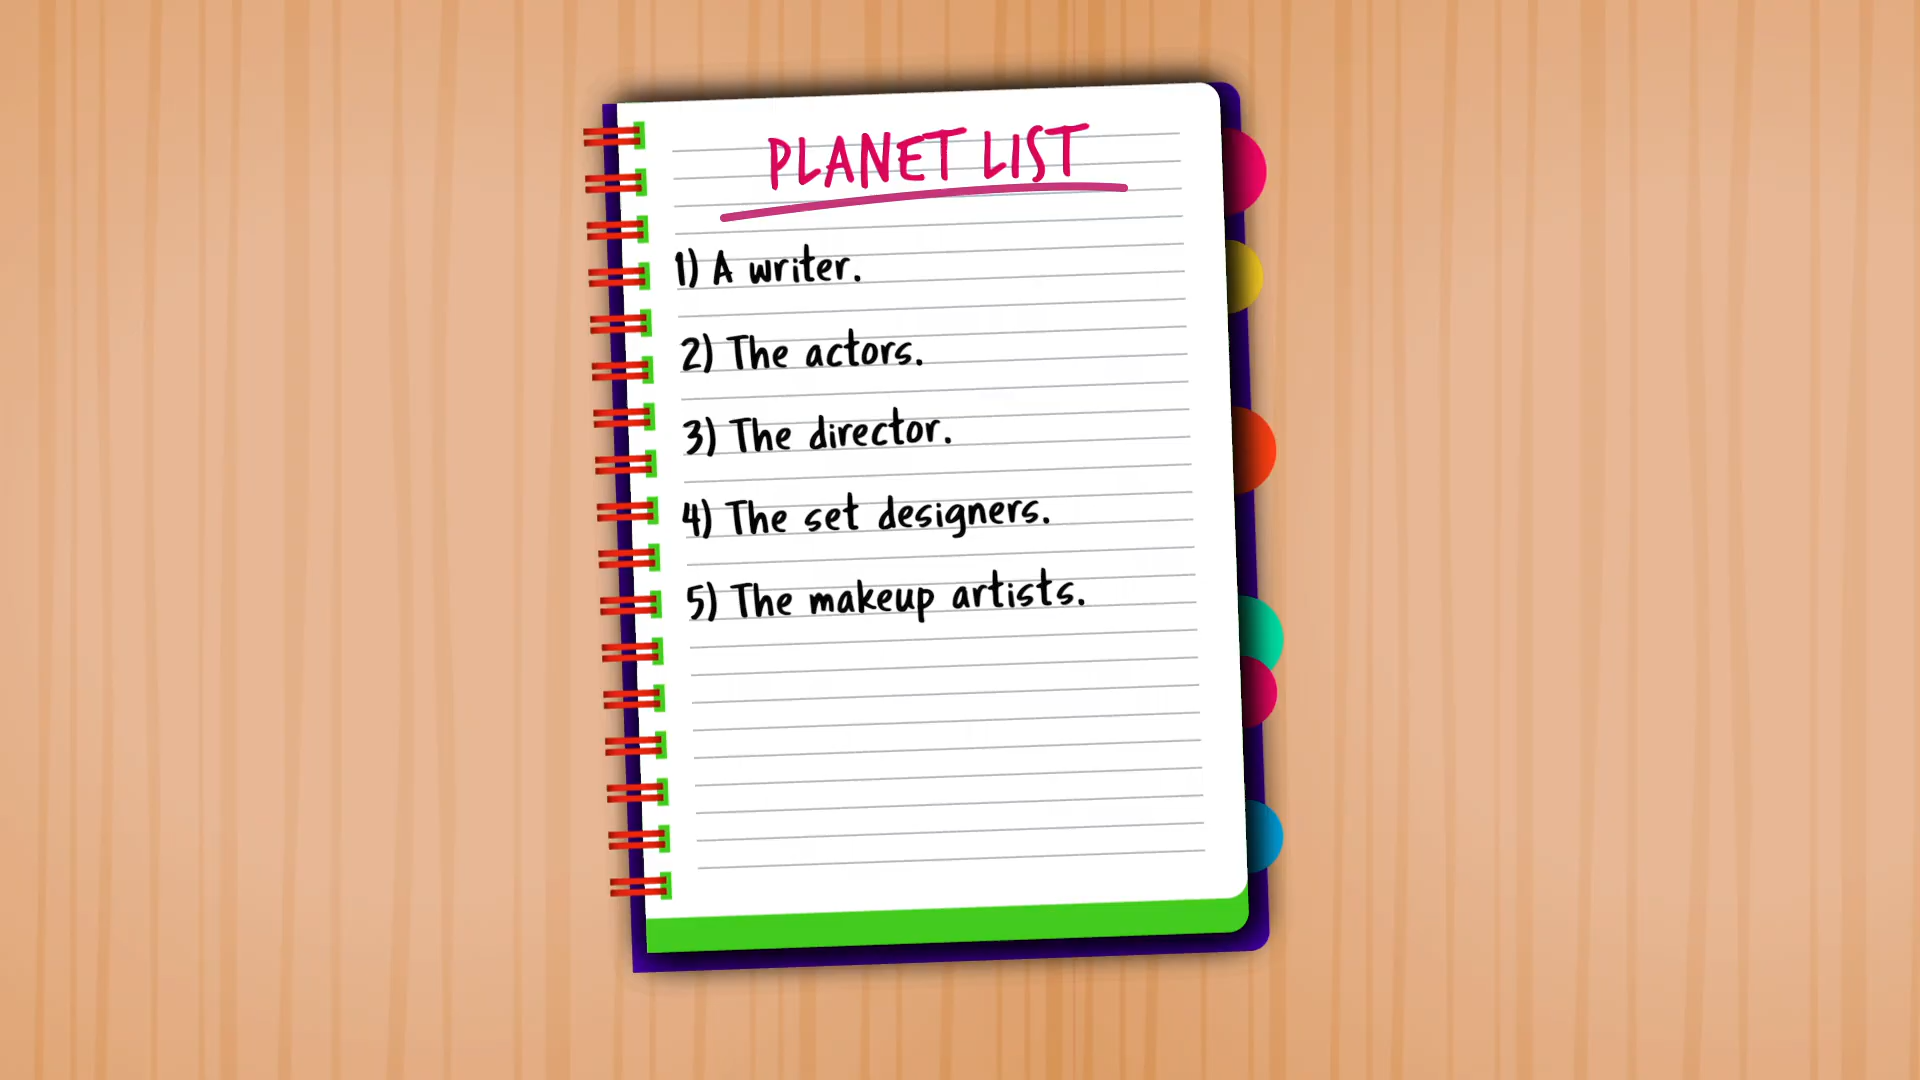 PLANET LIST
1) A writer.
2) The actors.
3) The director.
4) The set designers.
5) The makeup artists.